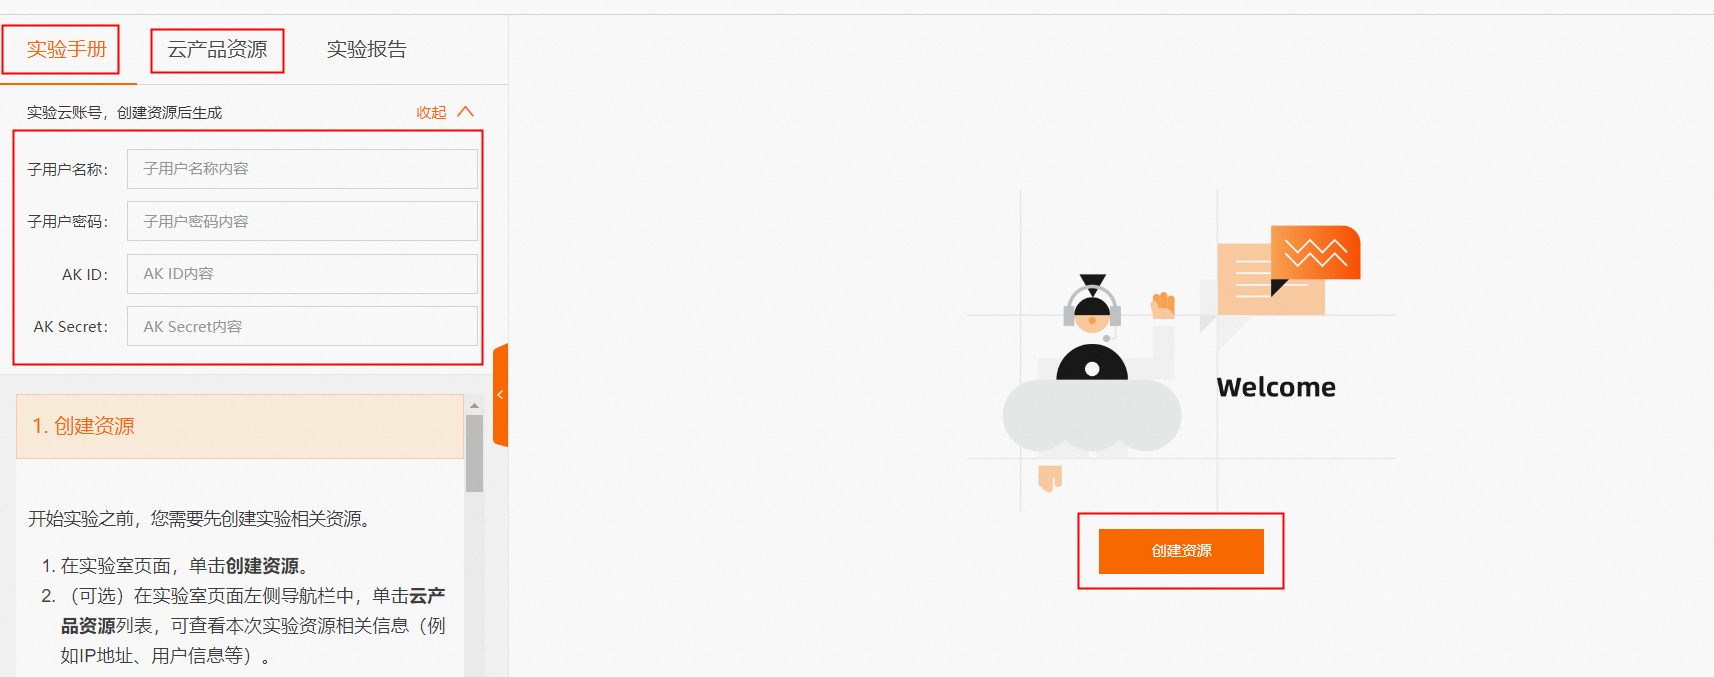 实验手册 云产品资源 实验报告
实验云账号，创建资源后生成 收起
子用户名称： 子用户名称内容
子用户密码： 子用户密码内容
AK ID： AK ID内容
AK Secret： AK Secret内容
1. 创建资源
开始实验之前，您需要先创建实验相关资源。
1. 在实验室页面，单击创建资源。
2. （可选）在实验室页面左侧导航栏中，单击云产
品资源列表，可查看本次实验资源相关信息（例
如IP地址、用户信息等）。
Welcome
创建资源